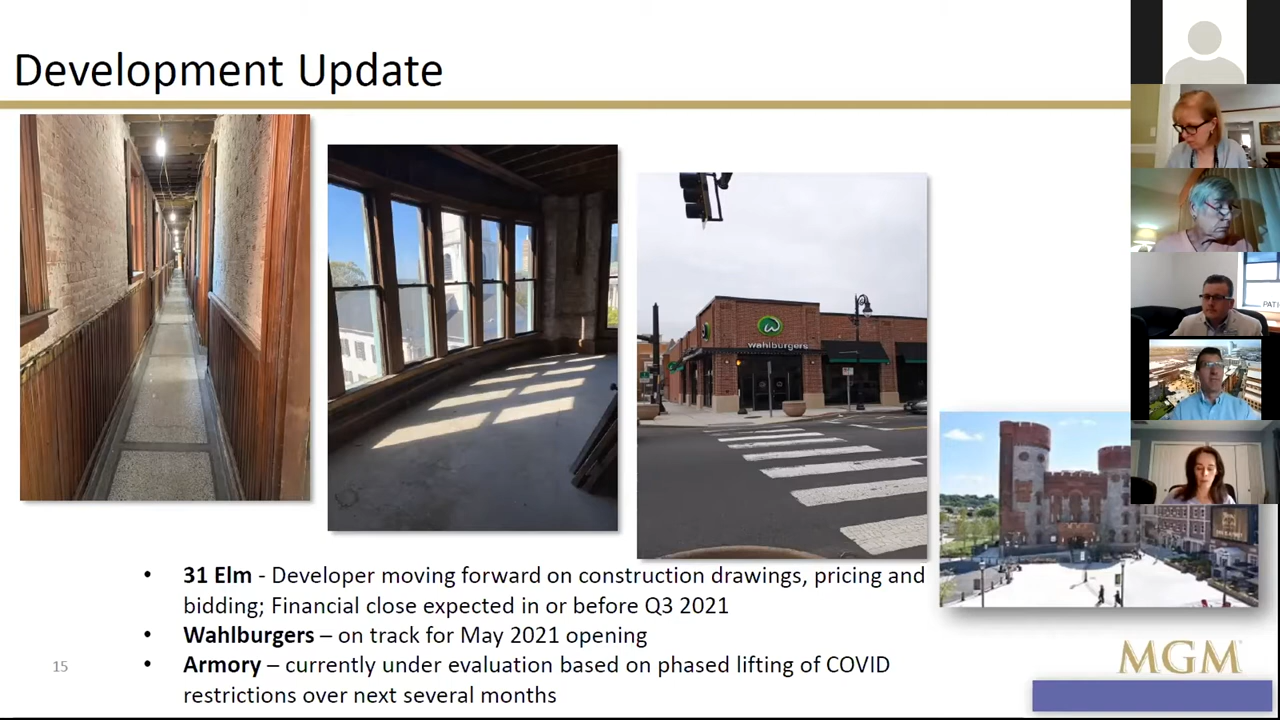 Development Update
wahlburgers
PATI
• 31 Elm - Developer moving forward on construction drawings, pricing and
bidding; Financial close expected in or before Q3 2021
• Wahlburgers – on track for May 2021 opening
• Armory – currently under evaluation based on phased lifting of COVID
restrictions over next several months
15
MGM